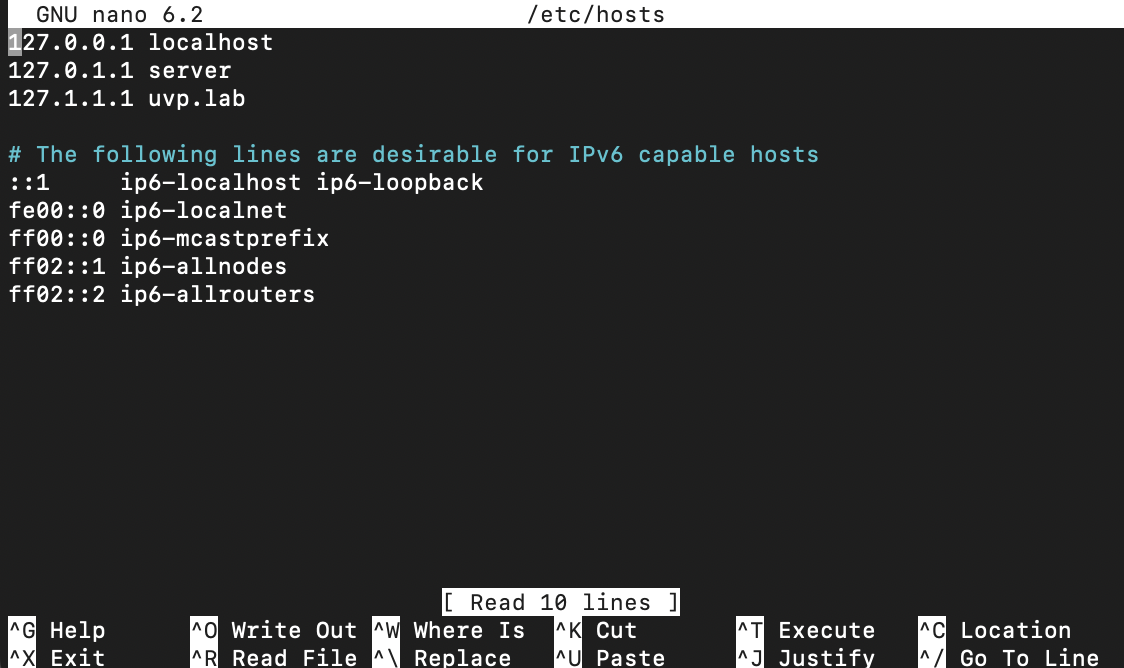 GNU nano 6.2 /etc/hosts
127.0.0.1 localhost
127.0.1.1 server
127.1.1.1 uvp.lab
# The following lines are desirable for IPv6 capable hosts
::1     ip6-localhost ip6-loopback
fe00::0 ip6-localnet
ff00::0 ip6-mcastprefix
ff02::1 ip6-allnodes
ff02::2 ip6-allrouters
[ Read 10 lines ]
^G Help ^O Write Out ^W Where Is ^K Cut ^T Execute ^C Location
^X Exit ^R Read File ^\ Replace ^U Paste ^J Justify ^/ Go To Line